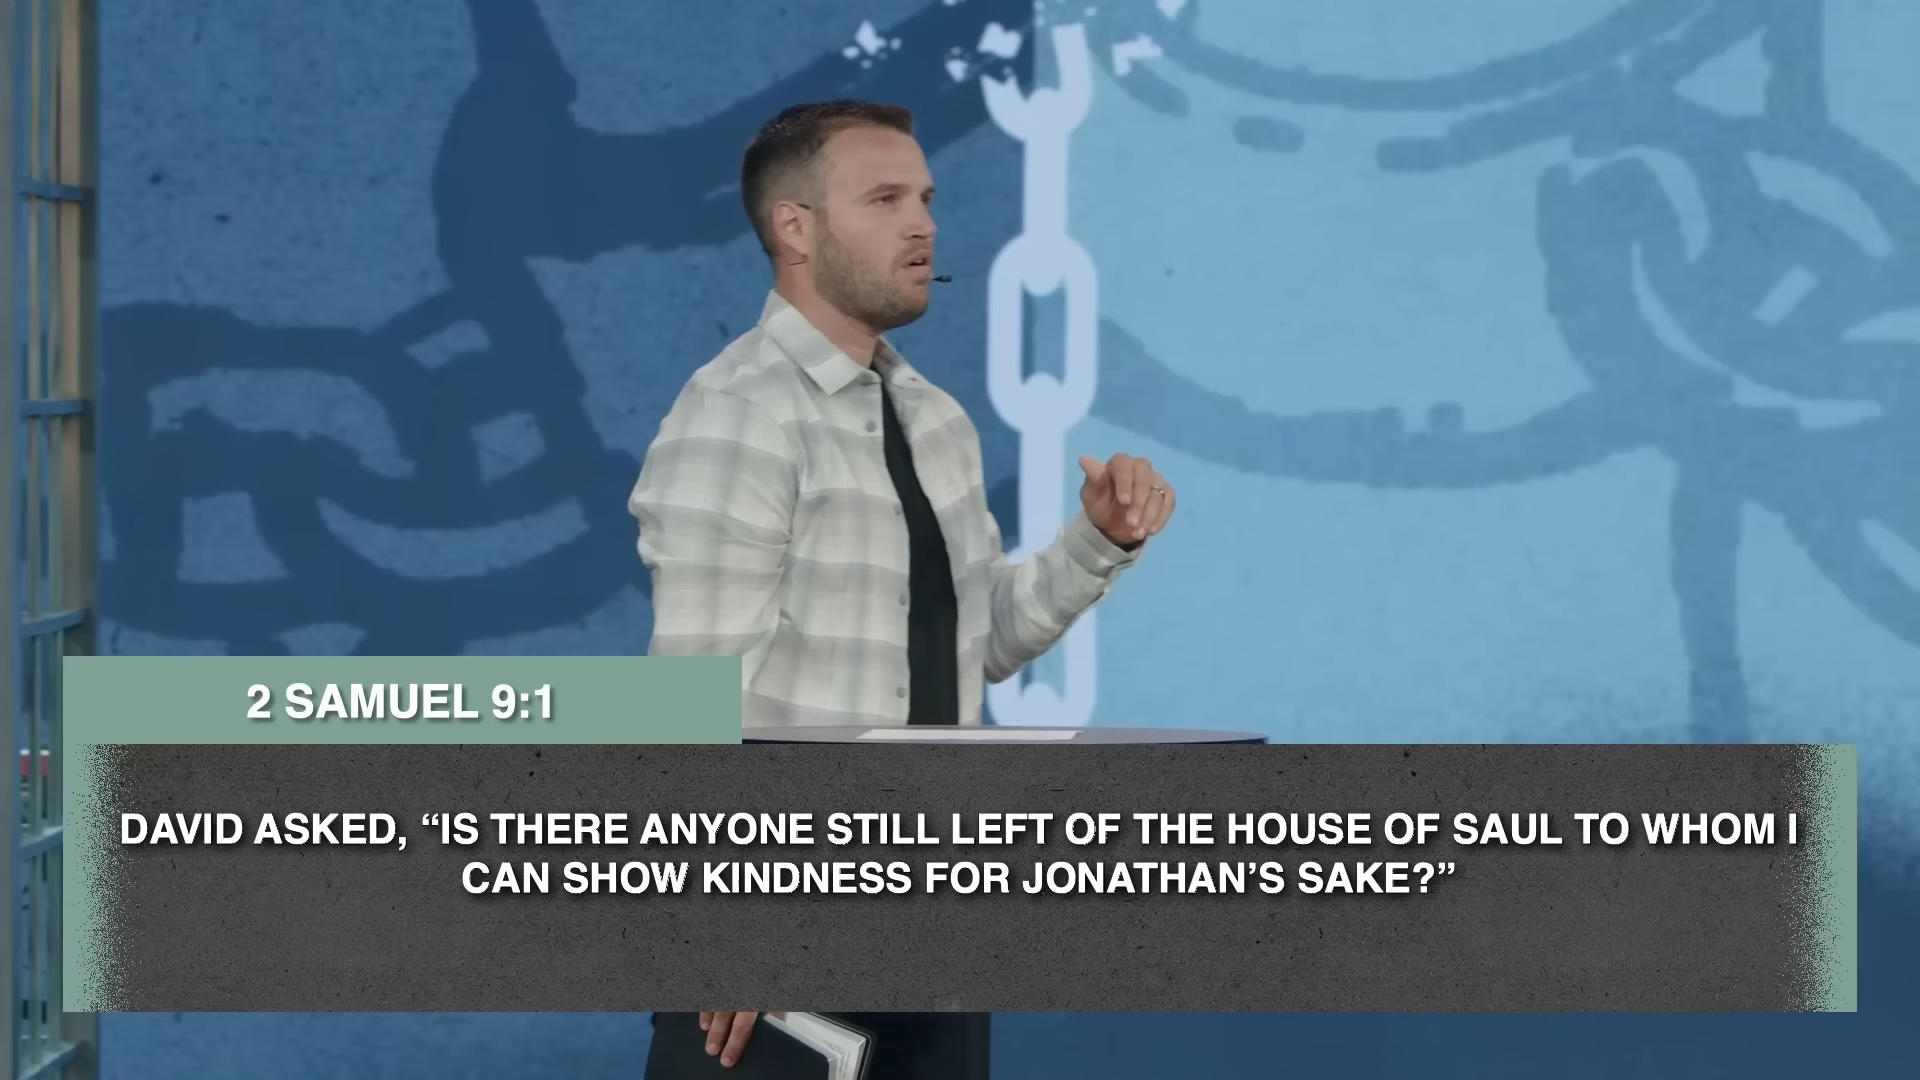 2 SAMUEL 9:1
DAVID ASKED, “IS THERE ANYONE STILL LEFT OF THE HOUSE OF SAUL TO WHOM I
CAN SHOW KINDNESS FOR JONATHAN’S SAKE?”